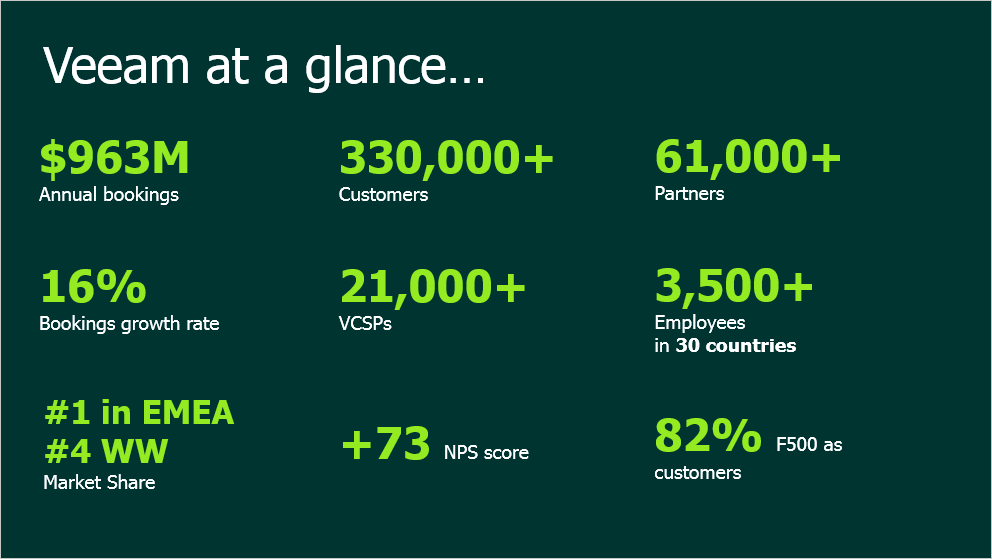 Veeam at a glance...
$963M
Annual bookings
330,000+
Customers
61,000+
Partners
16%
Bookings growth rate
21,000+
VCSPs
3,500+
Employees
in 30 countries
#1 in EMEA
#4 WW
Market Share
+73 NPS score
82% F500 as
customers